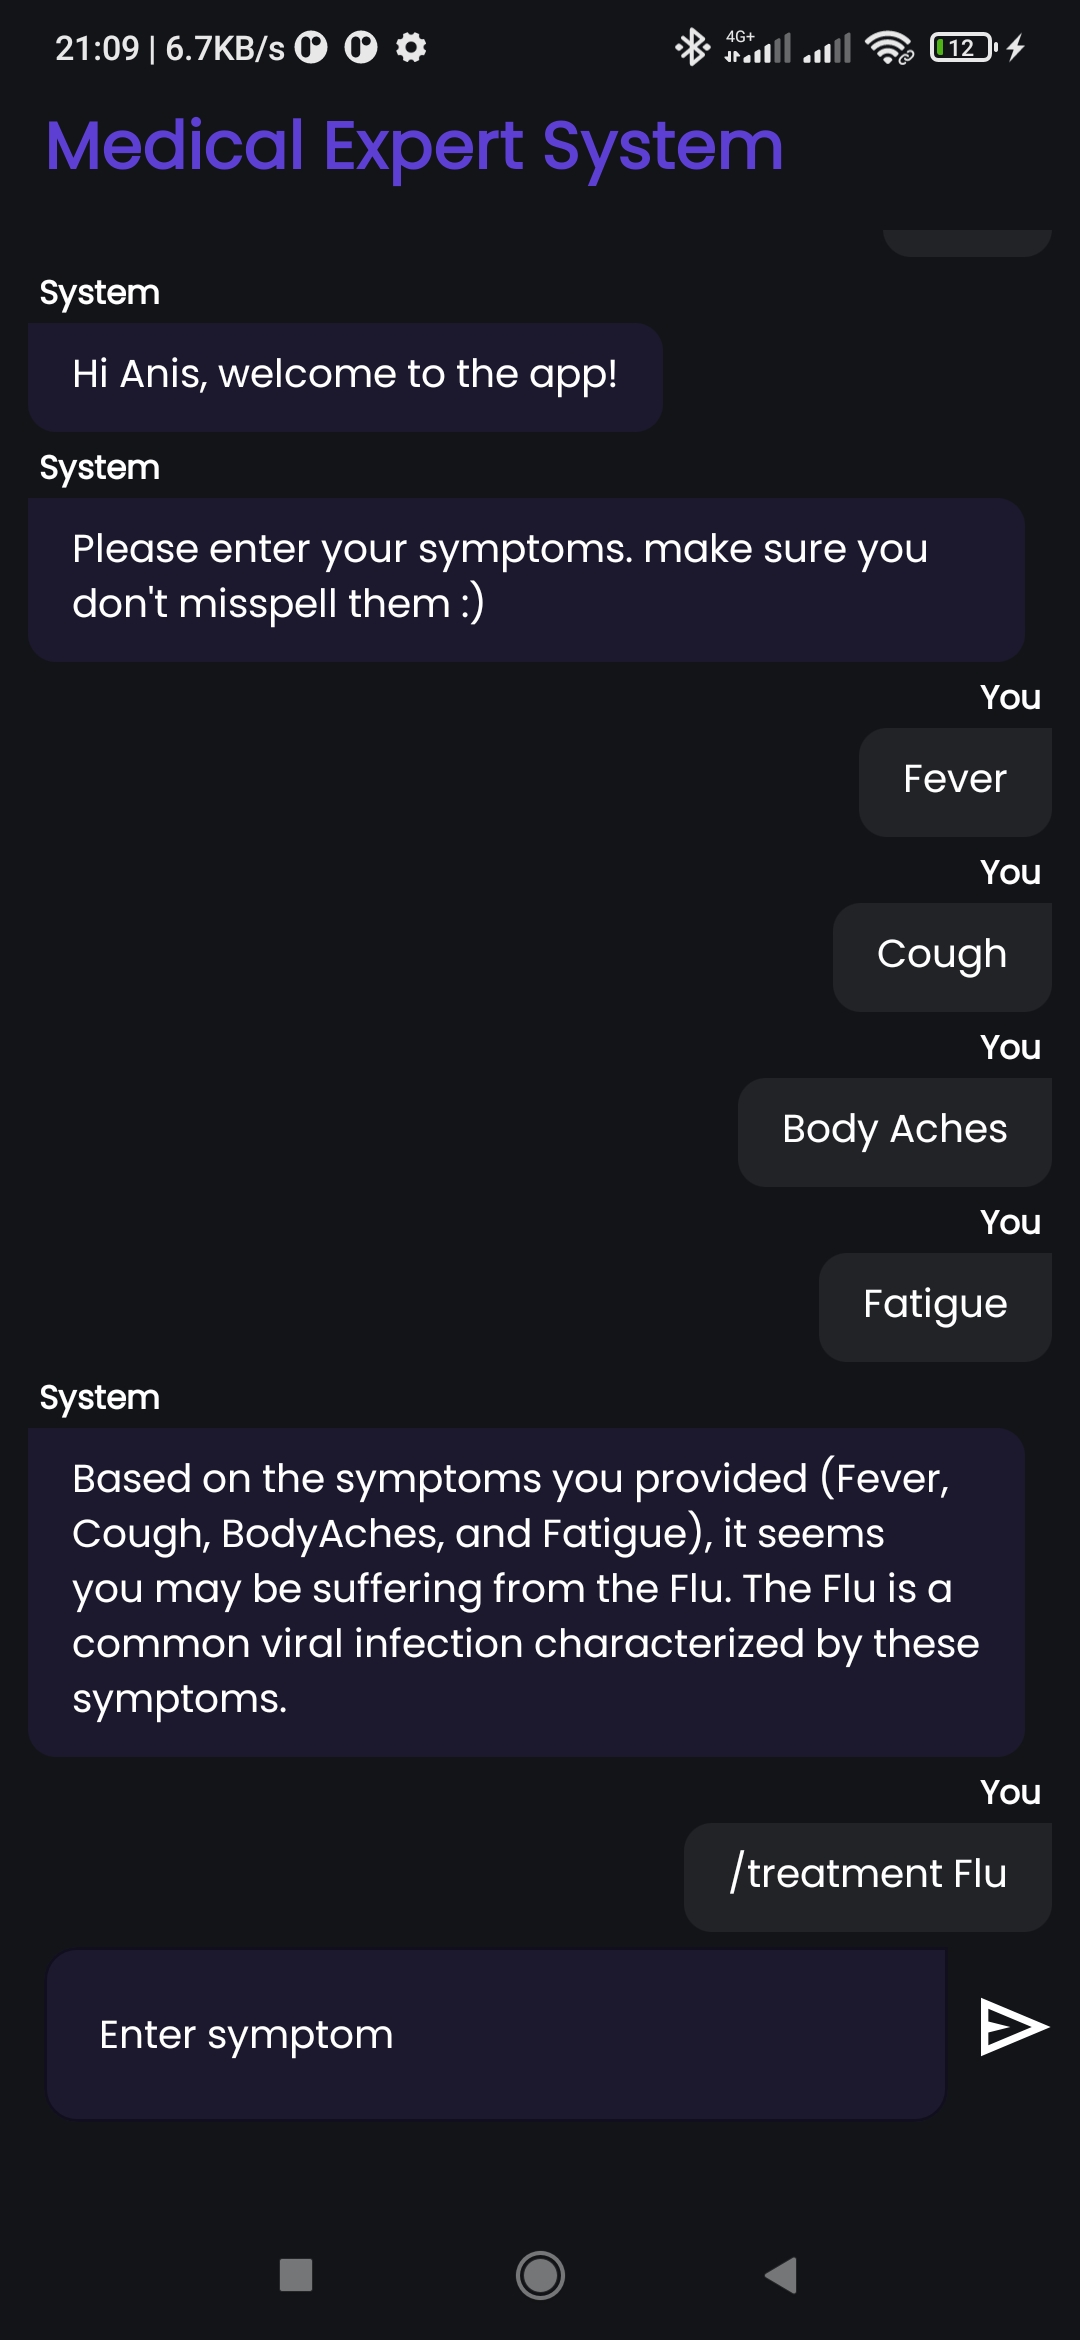 21:09 | 6.7KB/s
4G+
12
Medical Expert System
System
Hi Anis, welcome to the app!
System
Please enter your symptoms. make sure you
don't misspell them :)
You
Fever
You
Cough
You
Body Aches
You
Fatigue
System
Based on the symptoms you provided (Fever,
Cough, BodyAches, and Fatigue), it seems
you may be suffering from the Flu. The Flu is a
common viral infection characterized by these
symptoms.
You
/treatment Flu
Enter symptom